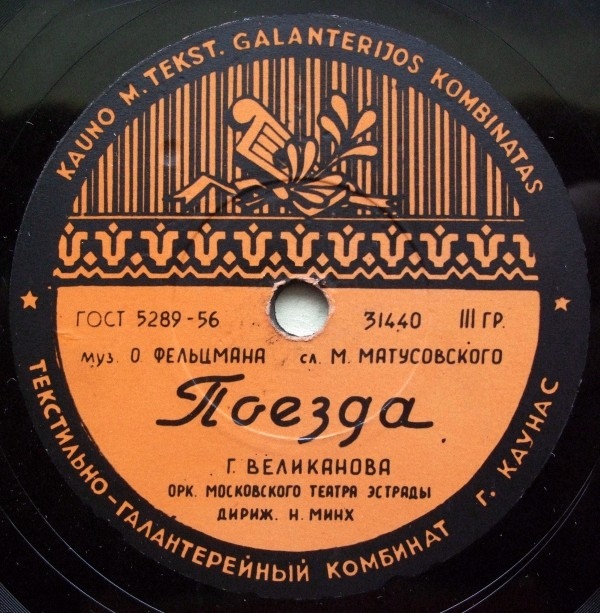 KAUNO M. TEKST. GALANTERIJOS KOMBINATAS
ГОСТ 5289-56 31440 III ГР.
муз. О. ФЕЛЬЦМАНА сл. М. МАТУСОВСКОГО
Поезда
Г. ВЕЛИКАНОВА
ОРК. МОСКОВСКОГО ТЕАТРА ЭСТРАДЫ
ДИРИЖ. Н. МИНХ
ТЕКСТИЛЬНО-ГАЛАНТЕРЕЙНЫЙ КОМБИНАТ Г. КАУНАС